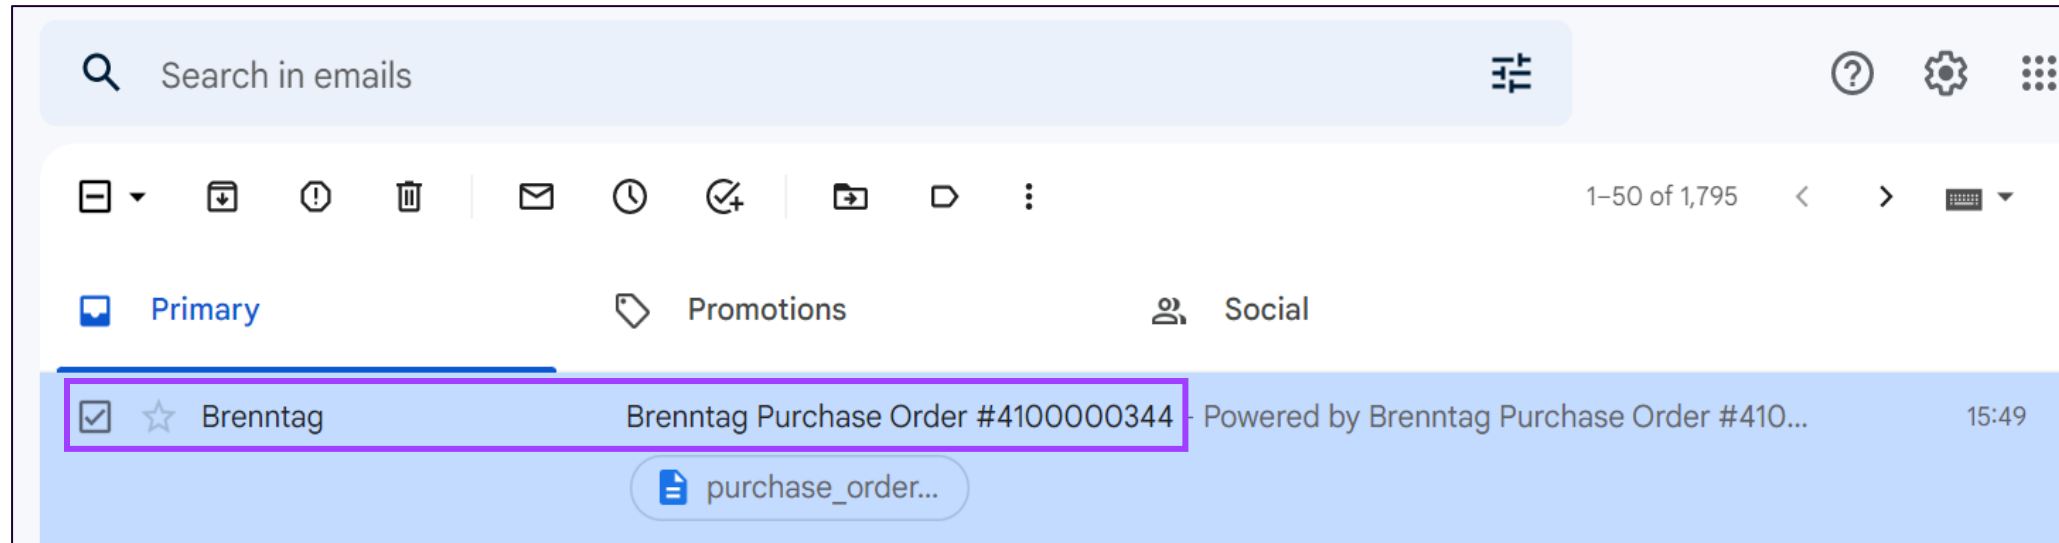 Search in emails
1–50 of 1,795
Primary Promotions Social
Brenntag Brenntag Purchase Order #4100000344 - Powered by Brenntag Purchase Order #410... 15:49
purchase_order...